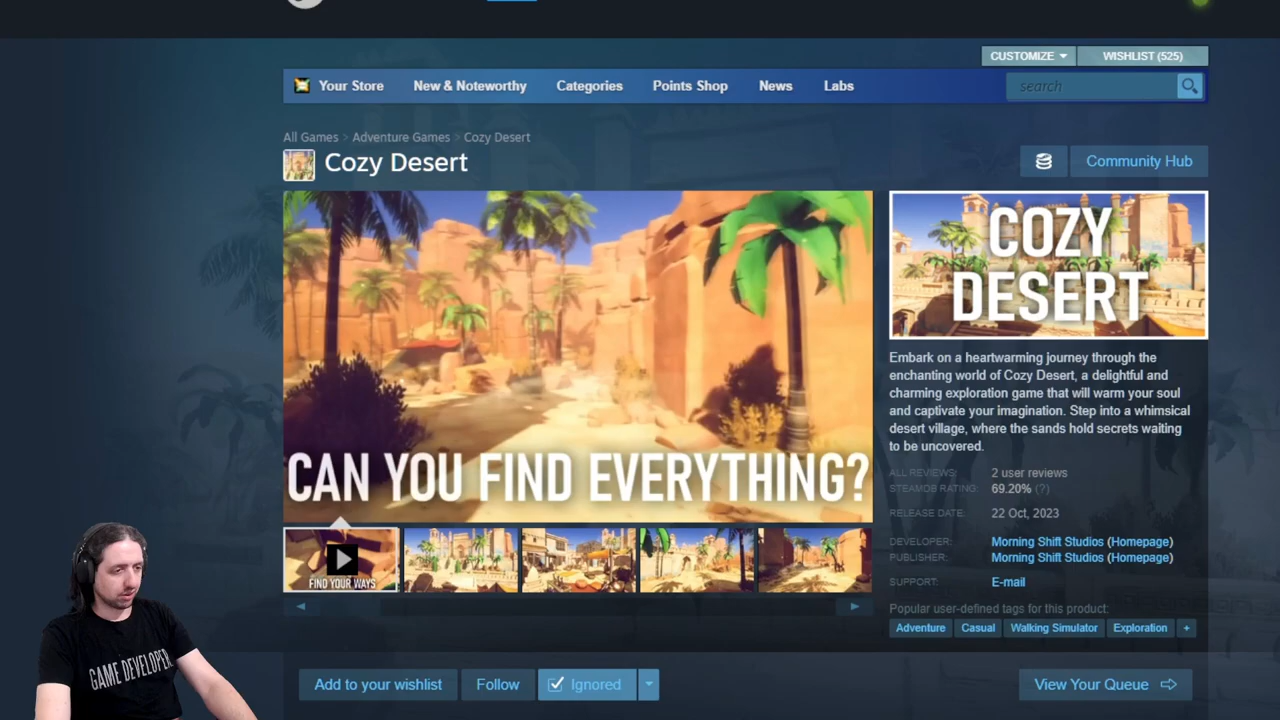 CUSTOMIZE
WISHLIST (525)
Your Store
New & Noteworthy
Categories
Points Shop
News
Labs
search
All Games > Adventure Games > Cozy Desert
Cozy Desert
Community Hub
CAN YOU FIND EVERYTHING?
FIND YOUR WAYS
COZY
DESERT
Embark on a heartwarming journey through the
enchanting world of Cozy Desert, a delightful and
charming exploration game that will warm your soul
and captivate your imagination. Step into a whimsical
desert village, where the sands hold secrets waiting
to be uncovered.
ALL REVIEWS: 2 user reviews
STEAMDB RATING: 69.20% (?)
RELEASE DATE: 22 Oct, 2023
DEVELOPER: Morning Shift Studios (Homepage)
PUBLISHER: Morning Shift Studios (Homepage)
SUPPORT: E-mail
Popular user-defined tags for this product:
Adventure
Casual
Walking Simulator
Exploration
+
Add to your wishlist
Follow
Ignored
View Your Queue
GAME DEVELOPER.